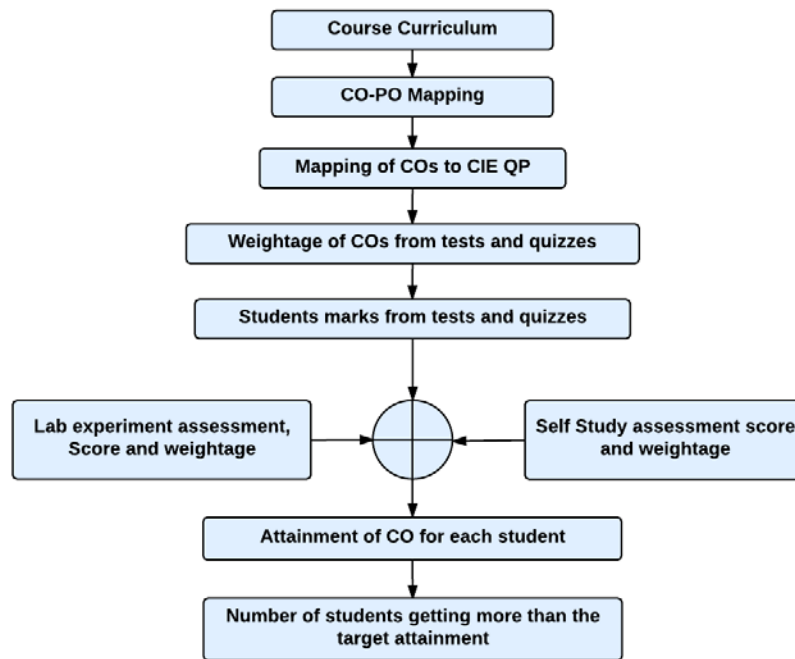 Course Curriculum
CO-PO Mapping
Mapping of COs to CIE QP
Weightage of COs from tests and quizzes
Students marks from tests and quizzes
Lab experiment assessment,
Score and weightage
Self Study assessment score
and weightage
Attainment of CO for each student
Number of students getting more than the
target attainment